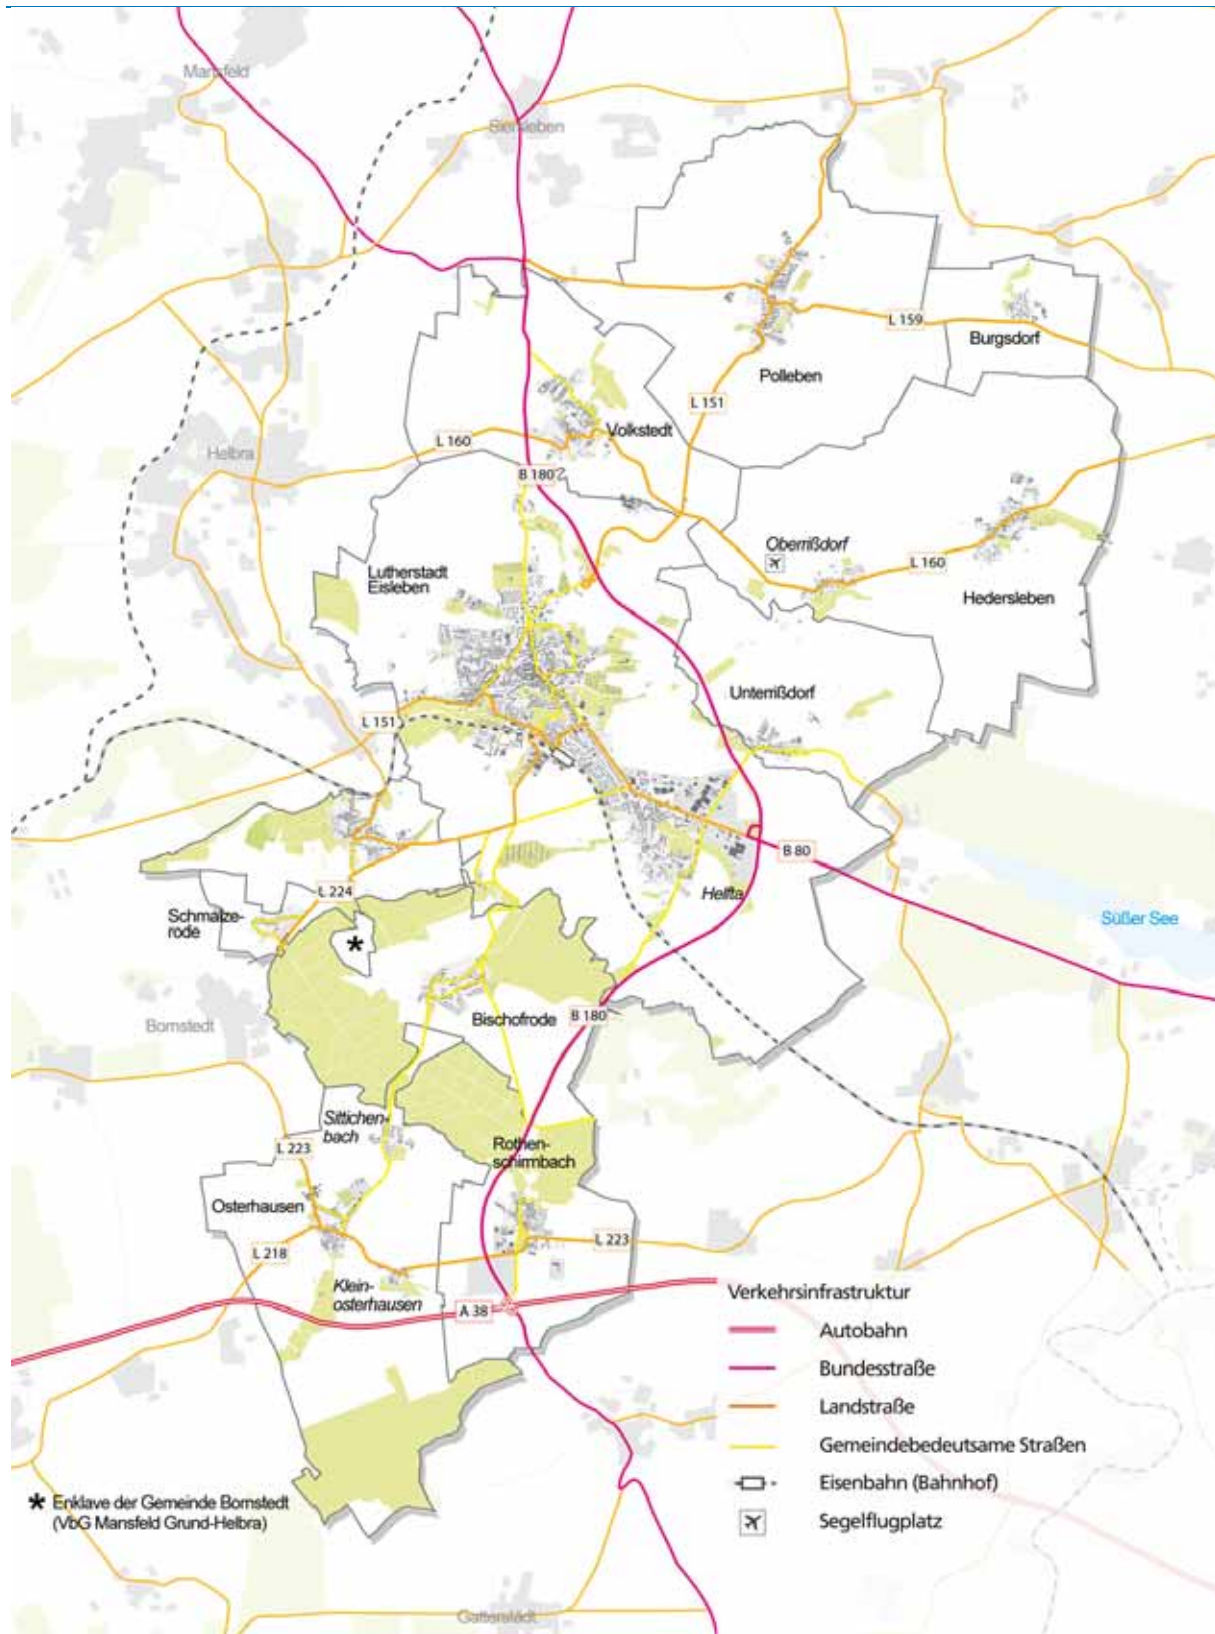 Mansfeld
Siersleben
L 159
Burgsdorf
Polleben
L 151
Volkstedt
L 160
Helbra
B 180
Oberrißdorf
L 160
Hedersleben
Lutherstadt
Eisleben
Unterrißdorf
L 151
B 80
L 224
Helfta
Schmalze-
rode
*
Süßer See
Bischofrode
B 180
Bornstedt
Sittichen-
bach
L 223
Rothen-
schirmbach
Osterhausen
L 223
L 218
Klein-
osterhausen
A 38
Verkehrsinfrastruktur
Autobahn
Bundesstraße
Landstraße
Gemeindebedeutsame Straßen
Eisenbahn (Bahnhof)
Segelflugplatz
* Enklave der Gemeinde Bornstedt
(VbG Mansfeld Grund-Helbra)
Gatterstädt